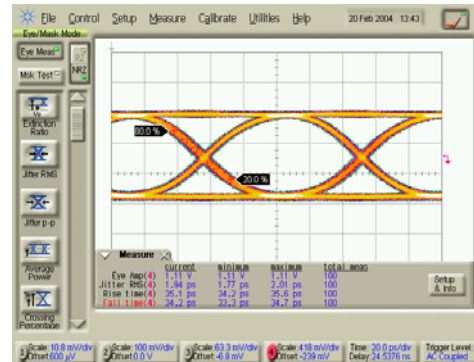 File Control Setup Measure Calibrate Utilities Help 20 Feb 2004 13:43
Eye/Mask Mode
Eye Meas
NRZ
Msk Test
Extinction
Ratio
Jitter RMS
Jitter p-p
Average
Power
Crossing
Percentage
80.0 %
20.0 %
Measure
current minimum maximum total meas
Eye Amp(4) 1.11 V 1.11 V 1.11 V 100
Jitter RMS(4) 1.94 ps 1.77 ps 2.01 ps 100
Rise time(4) 35.1 ps 34.2 ps 35.6 ps 100
Fall time(4) 34.2 ps 33.3 ps 34.7 ps 100
Setup
& Info
1 Scale: 10.8 mV/div
Offset: 600 µV
2 Scale: 100 mV/div
Offset: 0.0 V
3 Scale: 63.3 mV/div
Offset: -6.8 mV
4 Scale: 418 mV/div
Offset: -239 mV
Time: 20.0 ps/div
Delay: 24.5376 ns
Trigger Level
AC Coupled